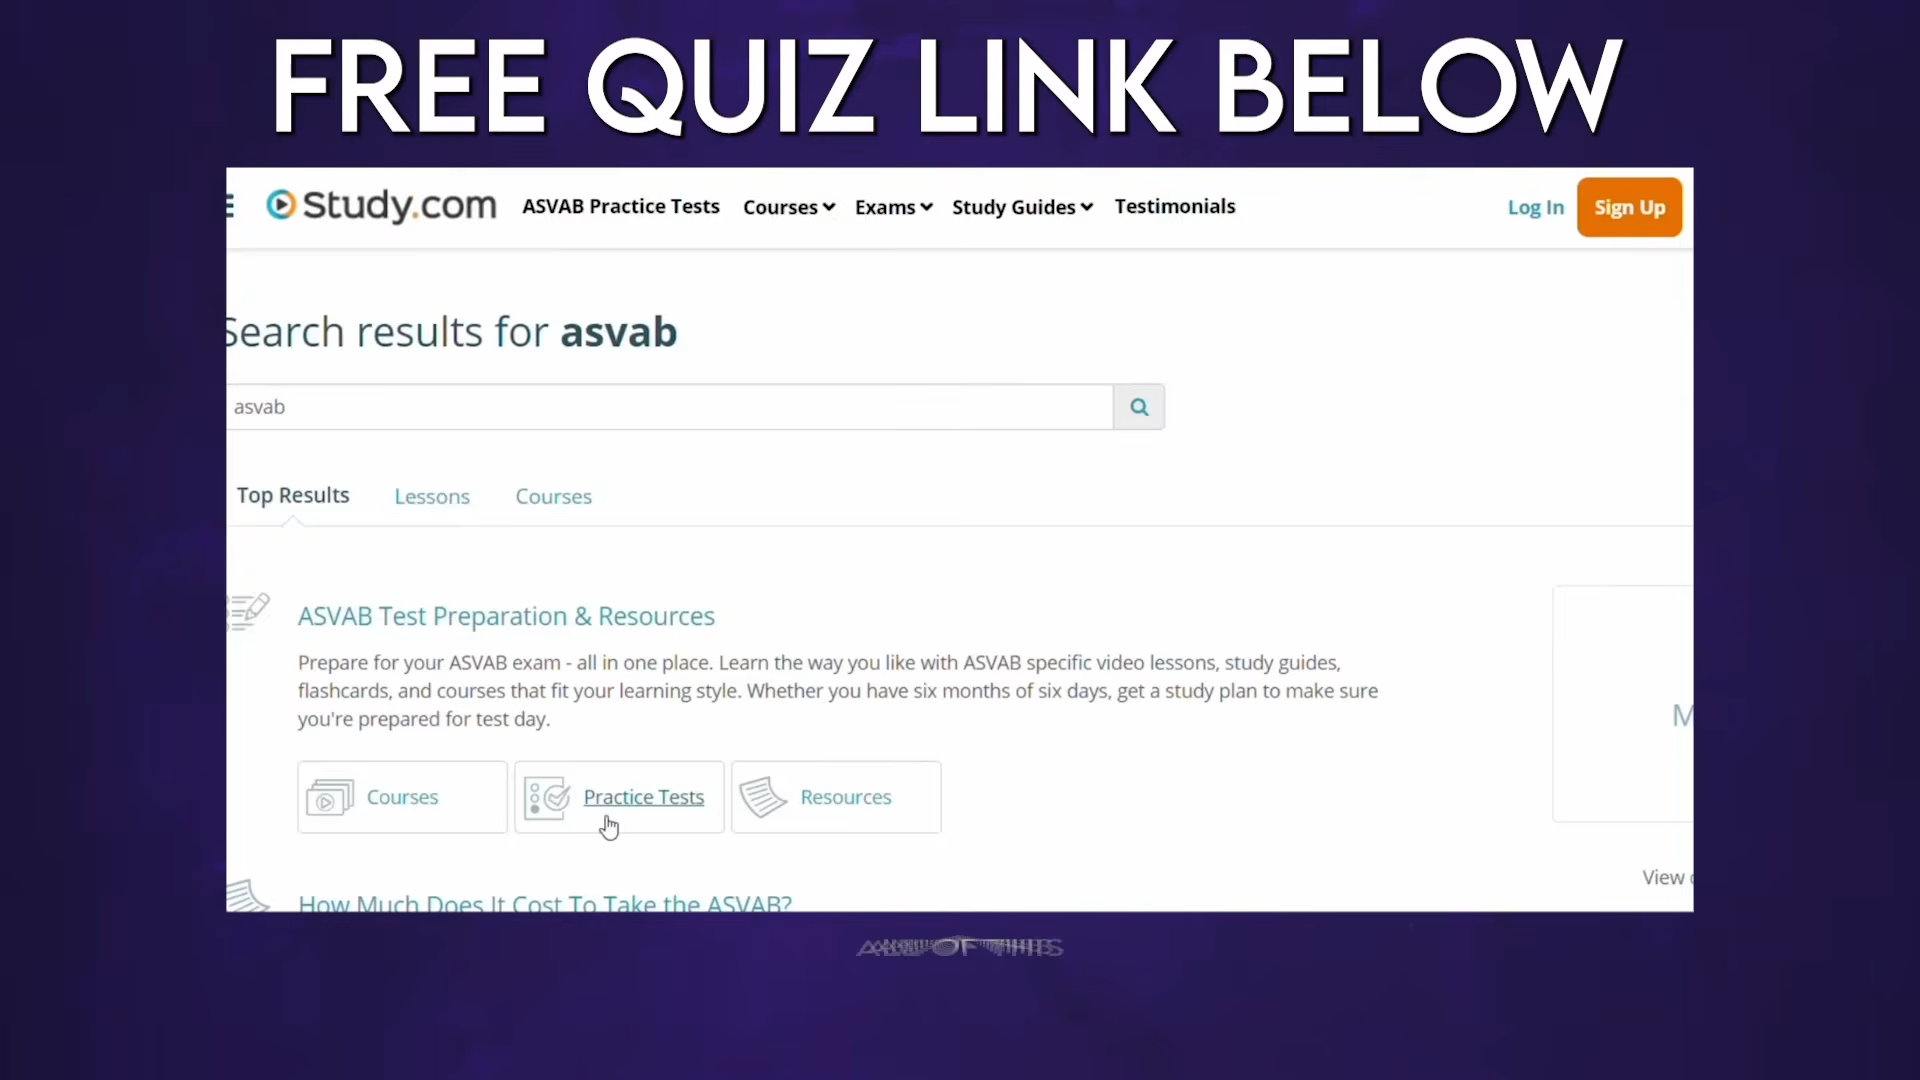 FREE QUIZ LINK BELOW
Study.com ASVAB Practice Tests Courses Exams Study Guides Testimonials Log In Sign Up
Search results for asvab
asvab
Top Results Lessons Courses
ASVAB Test Preparation & Resources
Prepare for your ASVAB exam - all in one place. Learn the way you like with ASVAB specific video lessons, study guides,
flashcards, and courses that fit your learning style. Whether you have six months of six days, get a study plan to make sure
you're prepared for test day.
M
Courses Practice Tests Resources
View
How Much Does It Cost To Take the ASVAB?